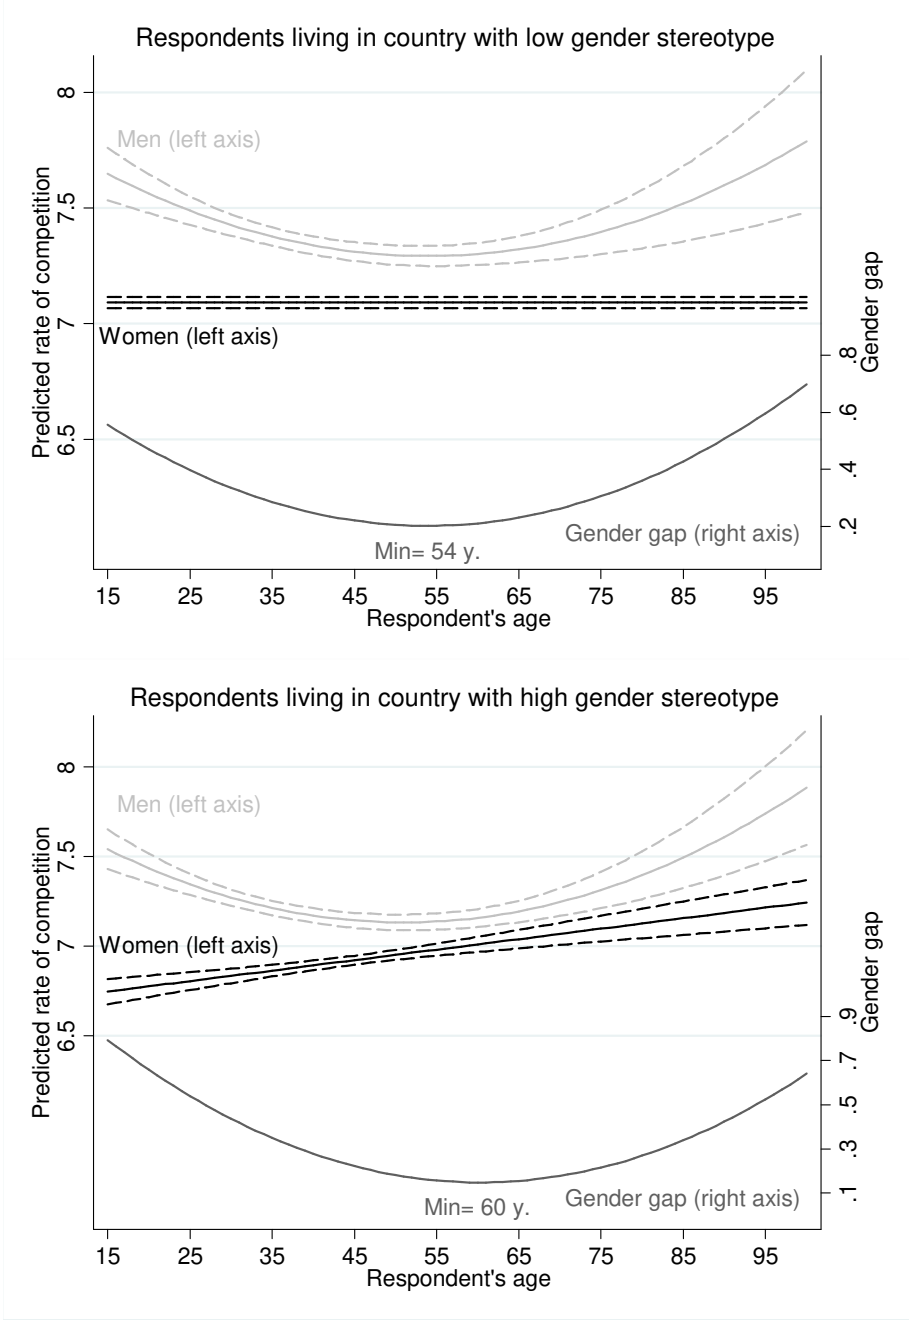 Respondents living in country with low gender stereotype
Predicted rate of competition
8
7.5
7
6.5
Men (left axis)
Women (left axis)
Gender gap (right axis)
Min= 54 y.
Gender gap
.8
.6
.4
.2
15 25 35 45 55 65 75 85 95
Respondent's age
Respondents living in country with high gender stereotype
Predicted rate of competition
8
7.5
7
6.5
Men (left axis)
Women (left axis)
Gender gap (right axis)
Min= 60 y.
Gender gap
.9
.7
.5
.3
.1
15 25 35 45 55 65 75 85 95
Respondent's age